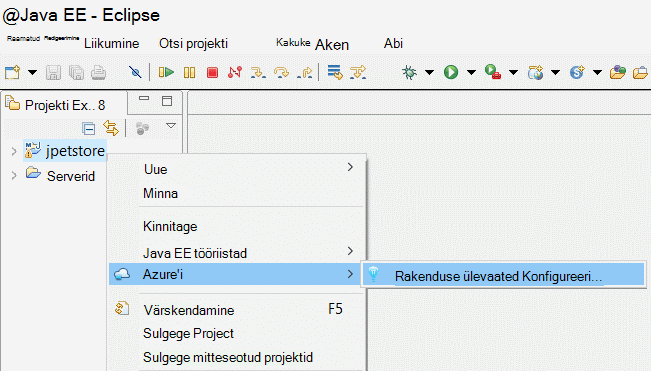 @Java EE - Eclipse
Raamatud Redigeerimine Liikumine Otsi projekti Kakuke Aken Abi
Projekti Ex.. 8
jpetstore
Serverid
Uue
Minna
Kinnitage
Java EE tööriistad
Azure'i
Rakenduse ülevaated Konfigureeri...
Värskendamine F5
Sulgege Project
Sulgege mitteseotud projektid